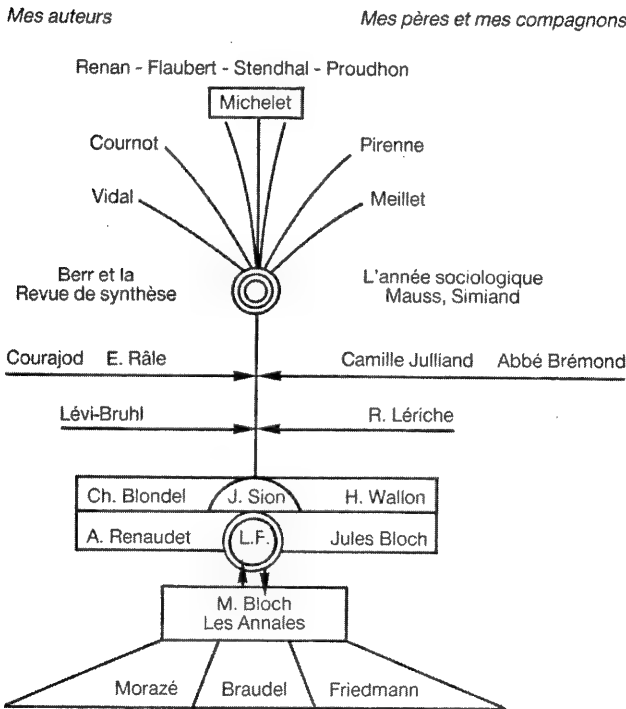 Mes auteurs Mes pères et mes compagnons
Renan - Flaubert - Stendhal - Proudhon
Michelet
Cournot Pirenne
Vidal Meillet
Berr et la
Revue de synthèse
L'année sociologique
Mauss, Simiand
Courajod E. Râle Camille Julliand Abbé Brémond
Lévi-Bruhl R. Lériche
Ch. Blondel J. Sion H. Wallon
A. Renaudet L.F. Jules Bloch
M. Bloch
Les Annales
Morazé Braudel Friedmann